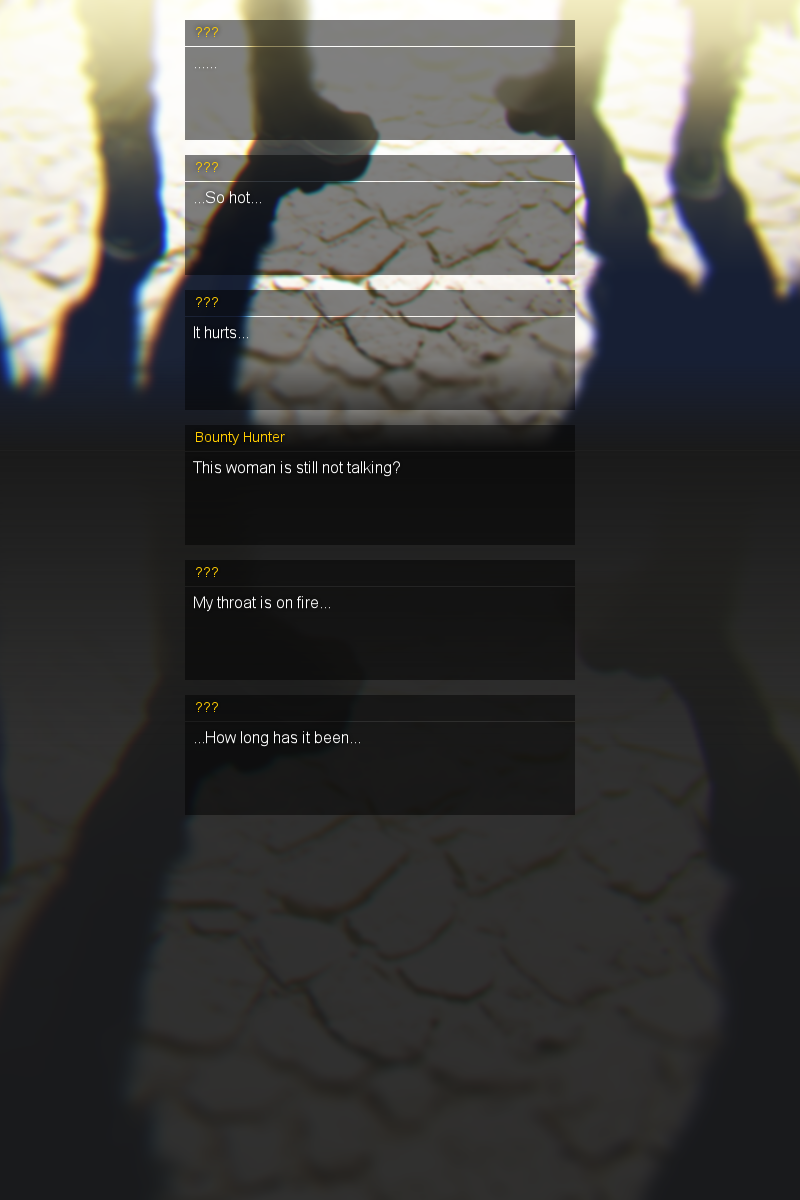 ???
......
???
...So hot...
???
It hurts...
Bounty Hunter
This woman is still not talking?
???
My throat is on fire...
???
...How long has it been...